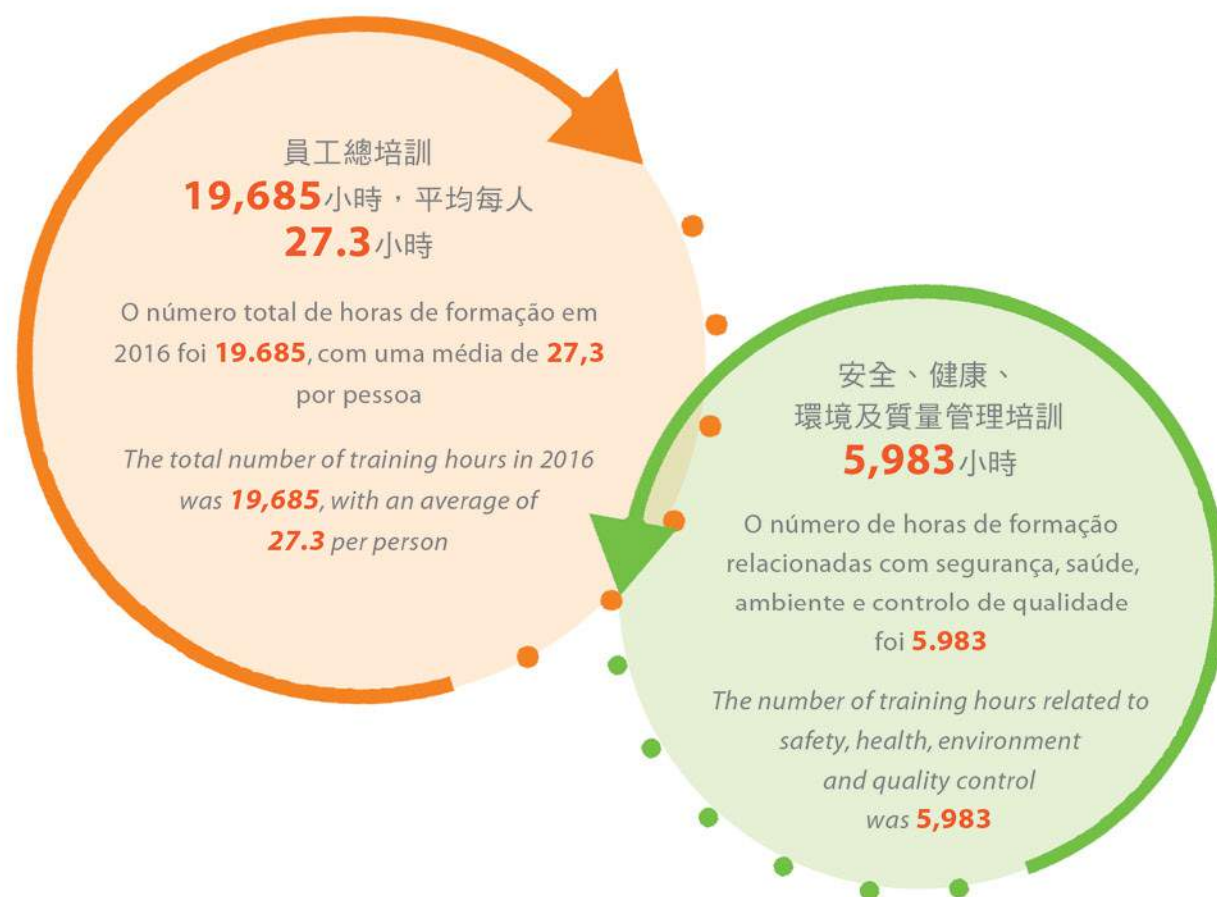 員工總培訓
19,685小時，平均每人
27.3小時
O número total de horas de formação em
2016 foi 19.685, com uma média de 27,3
por pessoa
The total number of training hours in 2016
was 19,685, with an average of
27.3 per person
安全、健康、
環境及質量管理培訓
5,983小時
O número de horas de formação
relacionadas com segurança, saúde,
ambiente e controlo de qualidade
foi 5.983
The number of training hours related to
safety, health, environment
and quality control
was 5,983